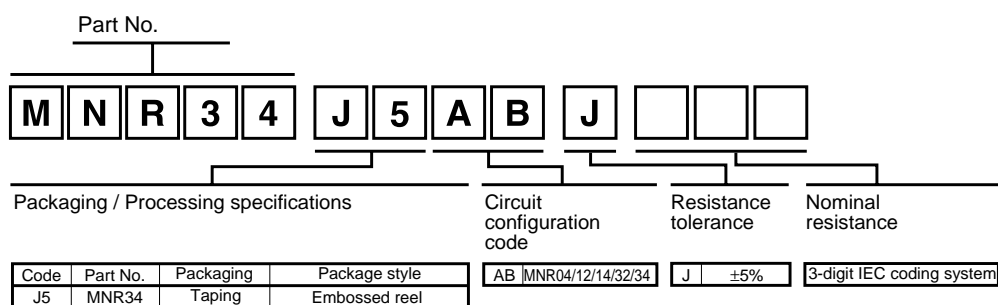 Part No.
M N R 3 4 J 5 A B J
Packaging / Processing specifications
Circuit
configuration
code
Resistance
tolerance
Nominal
resistance
Code Part No. Packaging Package style
J5 MNR34 Taping Embossed reel
AB MNR04/12/14/32/34
J ±5%
3-digit IEC coding system